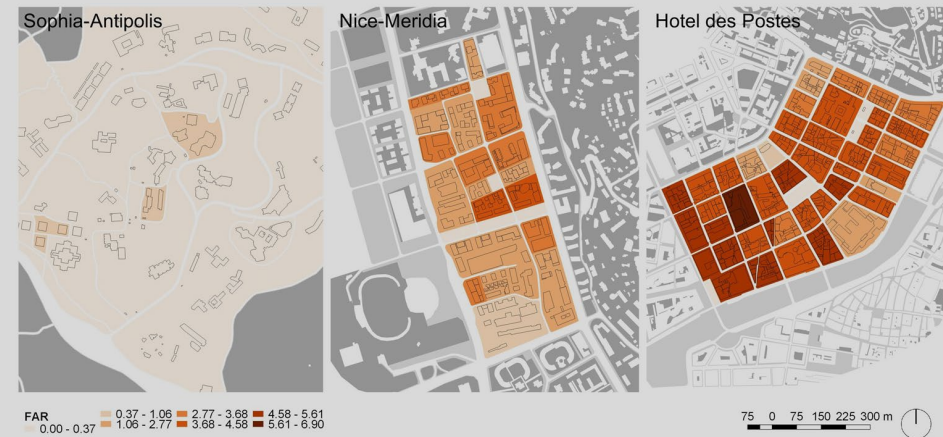 Sophia-Antipolis
Nice-Meridia
Hotel des Postes
FAR
0.00 - 0.37
0.37 - 1.06
1.06 - 2.77
2.77 - 3.68
3.68 - 4.58
4.58 - 5.61
5.61 - 6.90
75 0 75 150 225 300 m